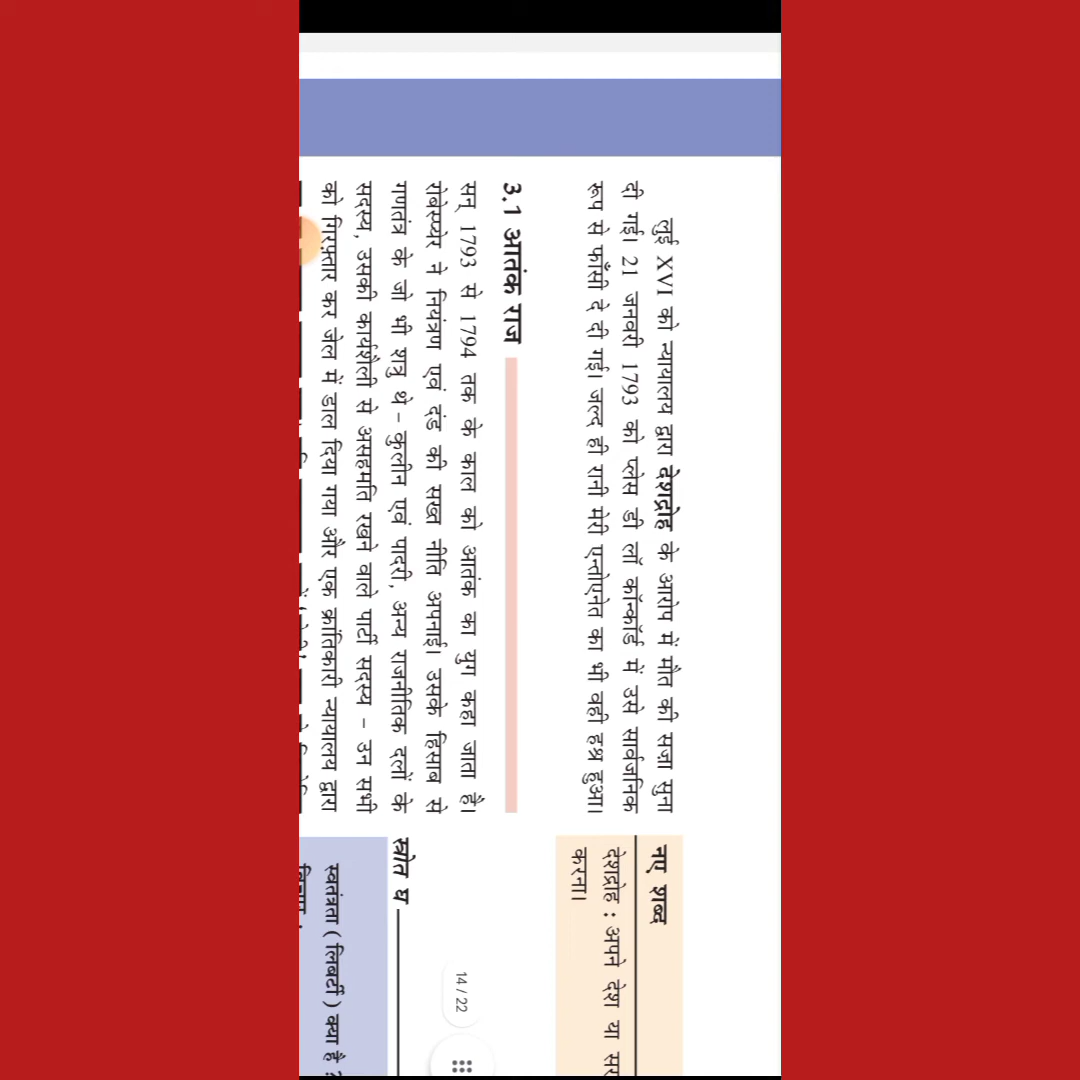 लुई XVI को न्यायालय द्वारा देशद्रोह के आरोप में मौत की सज़ा सुना
दी गई। 21 जनवरी 1793 को प्लेस डी लॉ कॉन्कॉर्ड में उसे सार्वजनिक
रूप से फाँसी दे दी गई। जल्द ही रानी मेरी एन्तोएनेत का भी वही हश्र हुआ।
3.1 आतंक राज
सन् 1793 से 1794 तक के काल को आतंक का युग कहा जाता है।
रोबेस्प्येर ने नियंत्रण एवं दंड की सख्त नीति अपनाई। उसके हिसाब से
गणतंत्र के जो भी शत्रु थे – कुलीन एवं पादरी, अन्य राजनीतिक दलों के
सदस्य, उसकी कार्यशैली से असहमति रखने वाले पार्टी सदस्य – उन सभी
को गिरफ़्तार कर जेल में डाल दिया गया और एक क्रांतिकारी न्यायालय द्वारा
नए शब्द
देशद्रोह : अपने देश या
करना।
14 / 22
स्त्रोत घ
स्वतंत्रता ( लिबर्टी ) क्या है ?